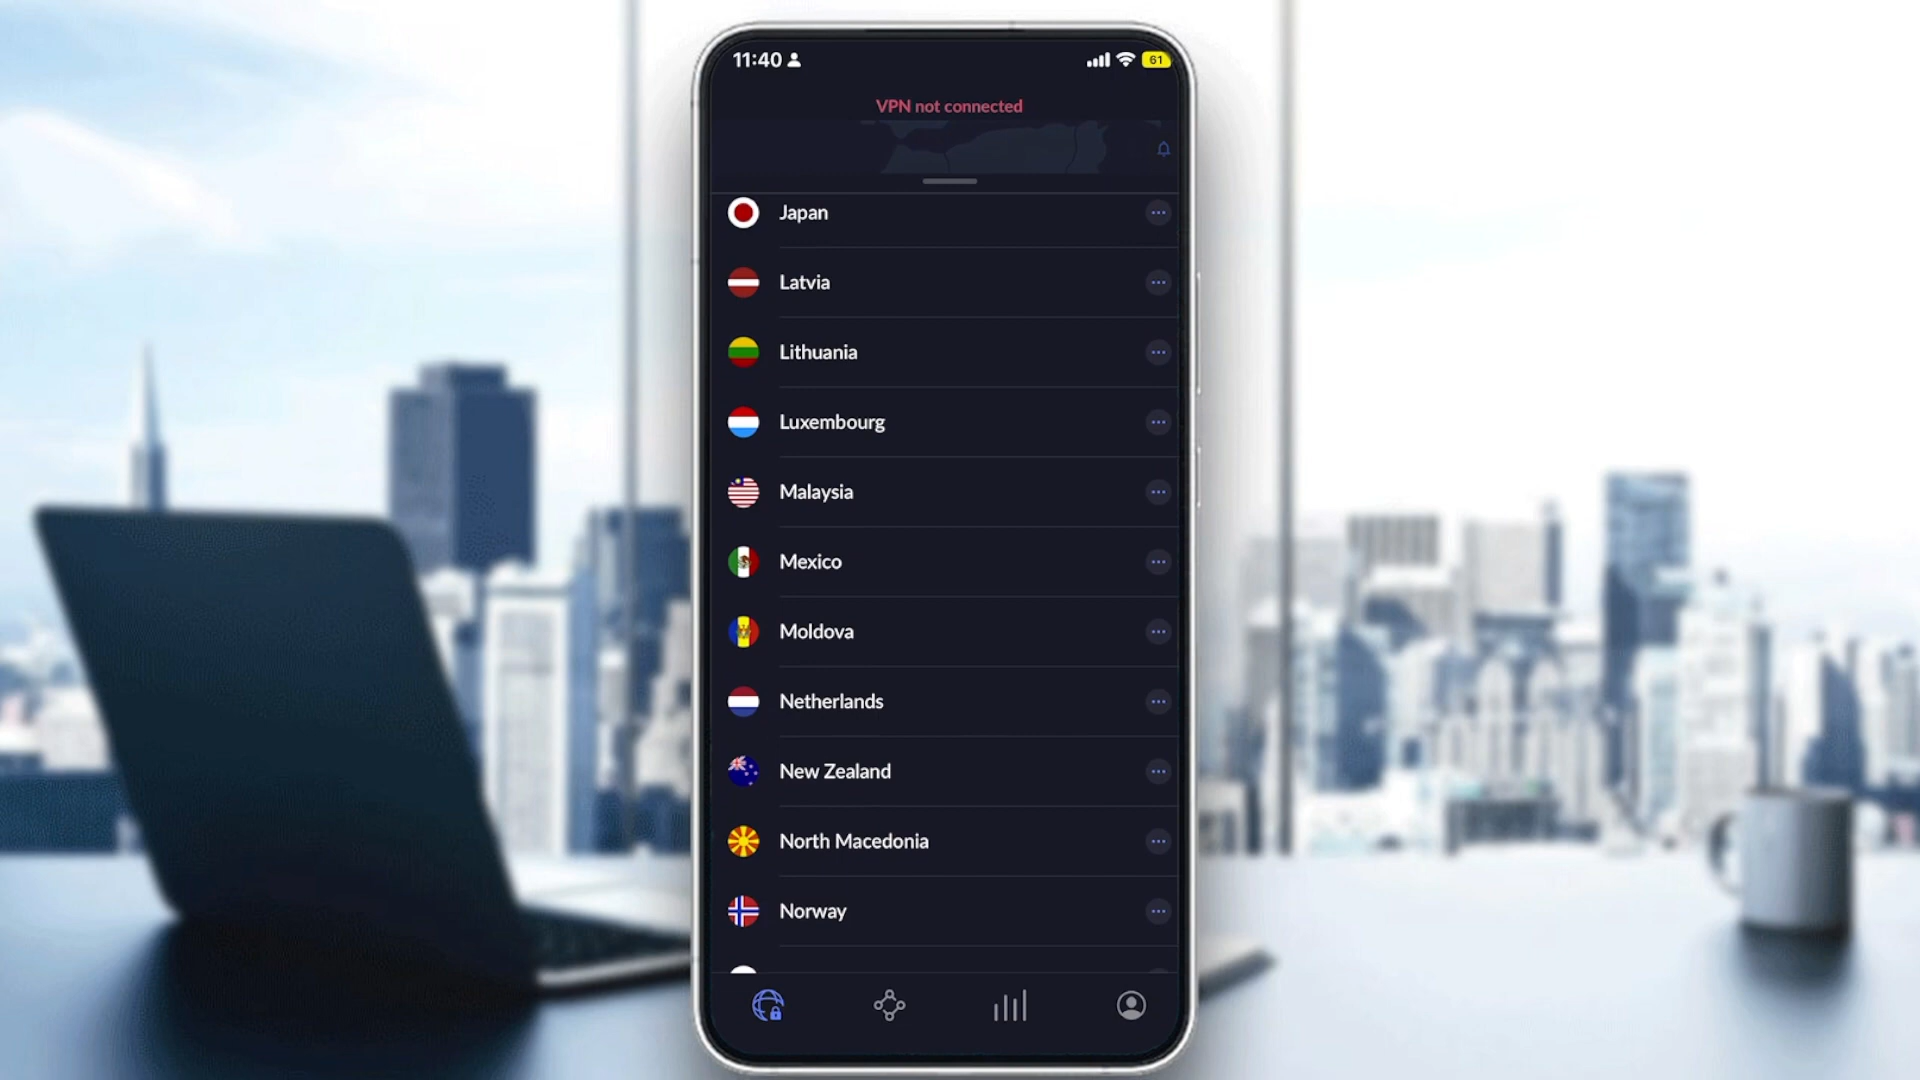 11:40
61
VPN not connected
Japan
Latvia
Lithuania
Luxembourg
Malaysia
Mexico
Moldova
Netherlands
New Zealand
North Macedonia
Norway